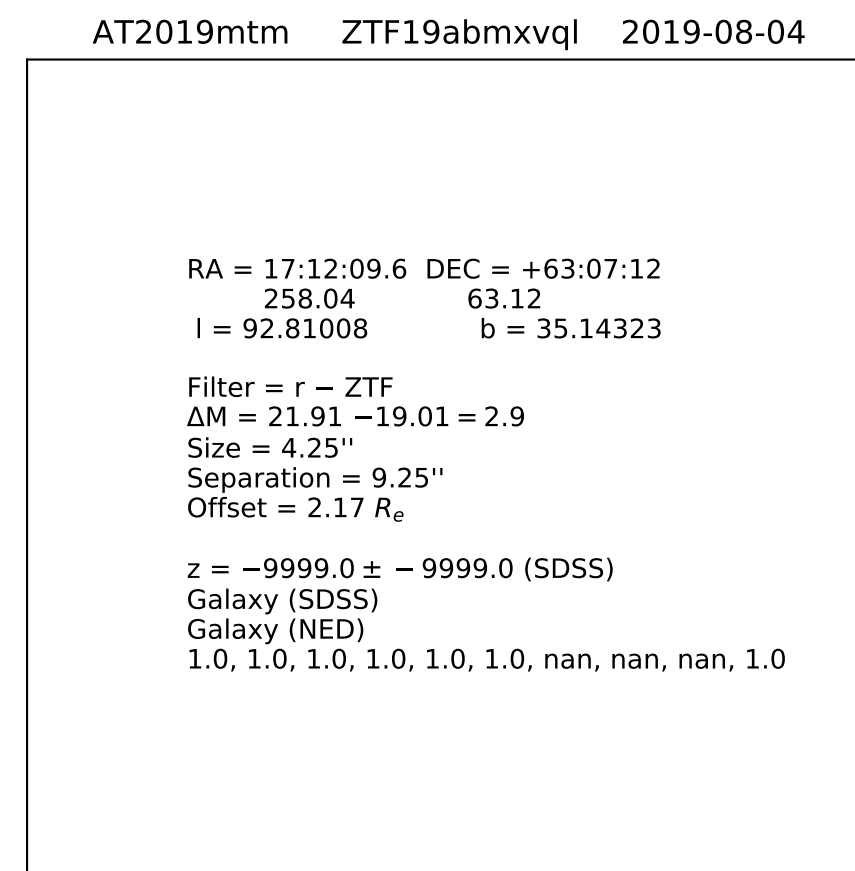 AT2019mtm ZTF19abmxvql 2019-08-04
RA = 17:12:09.6 DEC = +63:07:12
258.04 63.12
l = 92.81008 b = 35.14323
Filter = r − ZTF
ΔM = 21.91 −19.01 = 2.9
Size = 4.25''
Separation = 9.25''
Offset = 2.17 Re
z = −9999.0 ± − 9999.0 (SDSS)
Galaxy (SDSS)
Galaxy (NED)
1.0, 1.0, 1.0, 1.0, 1.0, 1.0, nan, nan, nan, 1.0